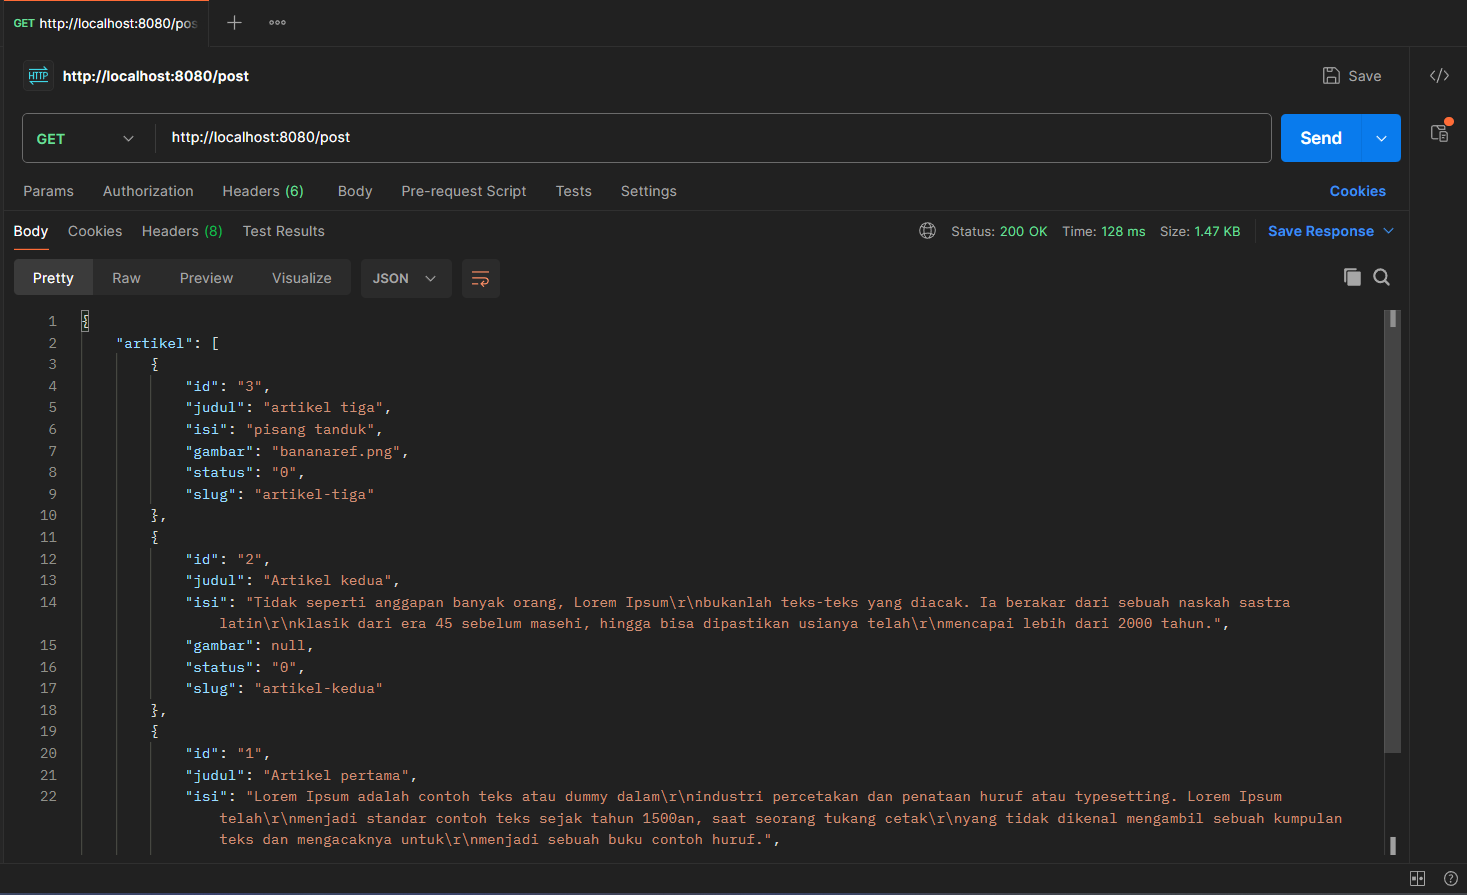 GET http://localhost:8080/pos
HTTP http://localhost:8080/post
Save
GET http://localhost:8080/post
Send
Params Authorization Headers (6) Body Pre-request Script Tests Settings Cookies
Body Cookies Headers (8) Test Results Status: 200 OK Time: 128 ms Size: 1.47 KB Save Response
Pretty Raw Preview Visualize JSON
1 {
2 "artikel": [
3 {
4 "id": "3",
5 "judul": "artikel tiga",
6 "isi": "pisang tanduk",
7 "gambar": "bananaref.png",
8 "status": "0",
9 "slug": "artikel-tiga"
10 },
11 {
12 "id": "2",
13 "judul": "Artikel kedua",
14 "isi": "Tidak seperti anggapan banyak orang, Lorem Ipsum\r\nbukanlah teks-teks yang diacak. Ia berakar dari sebuah naskah sastra
latin\r\nklasik dari era 45 sebelum masehi, hingga bisa dipastikan usianya telah\r\nmencapai lebih dari 2000 tahun.",
15 "gambar": null,
16 "status": "0",
17 "slug": "artikel-kedua"
18 },
19 {
20 "id": "1",
21 "judul": "Artikel pertama",
22 "isi": "Lorem Ipsum adalah contoh teks atau dummy dalam\r\nindustri percetakan dan penataan huruf atau typesetting. Lorem Ipsum
telah\r\nmenjadi standar contoh teks sejak tahun 1500an, saat seorang tukang cetak\r\nyang tidak dikenal mengambil sebuah kumpulan
teks dan mengacaknya untuk\r\nmenjadi sebuah buku contoh huruf.",